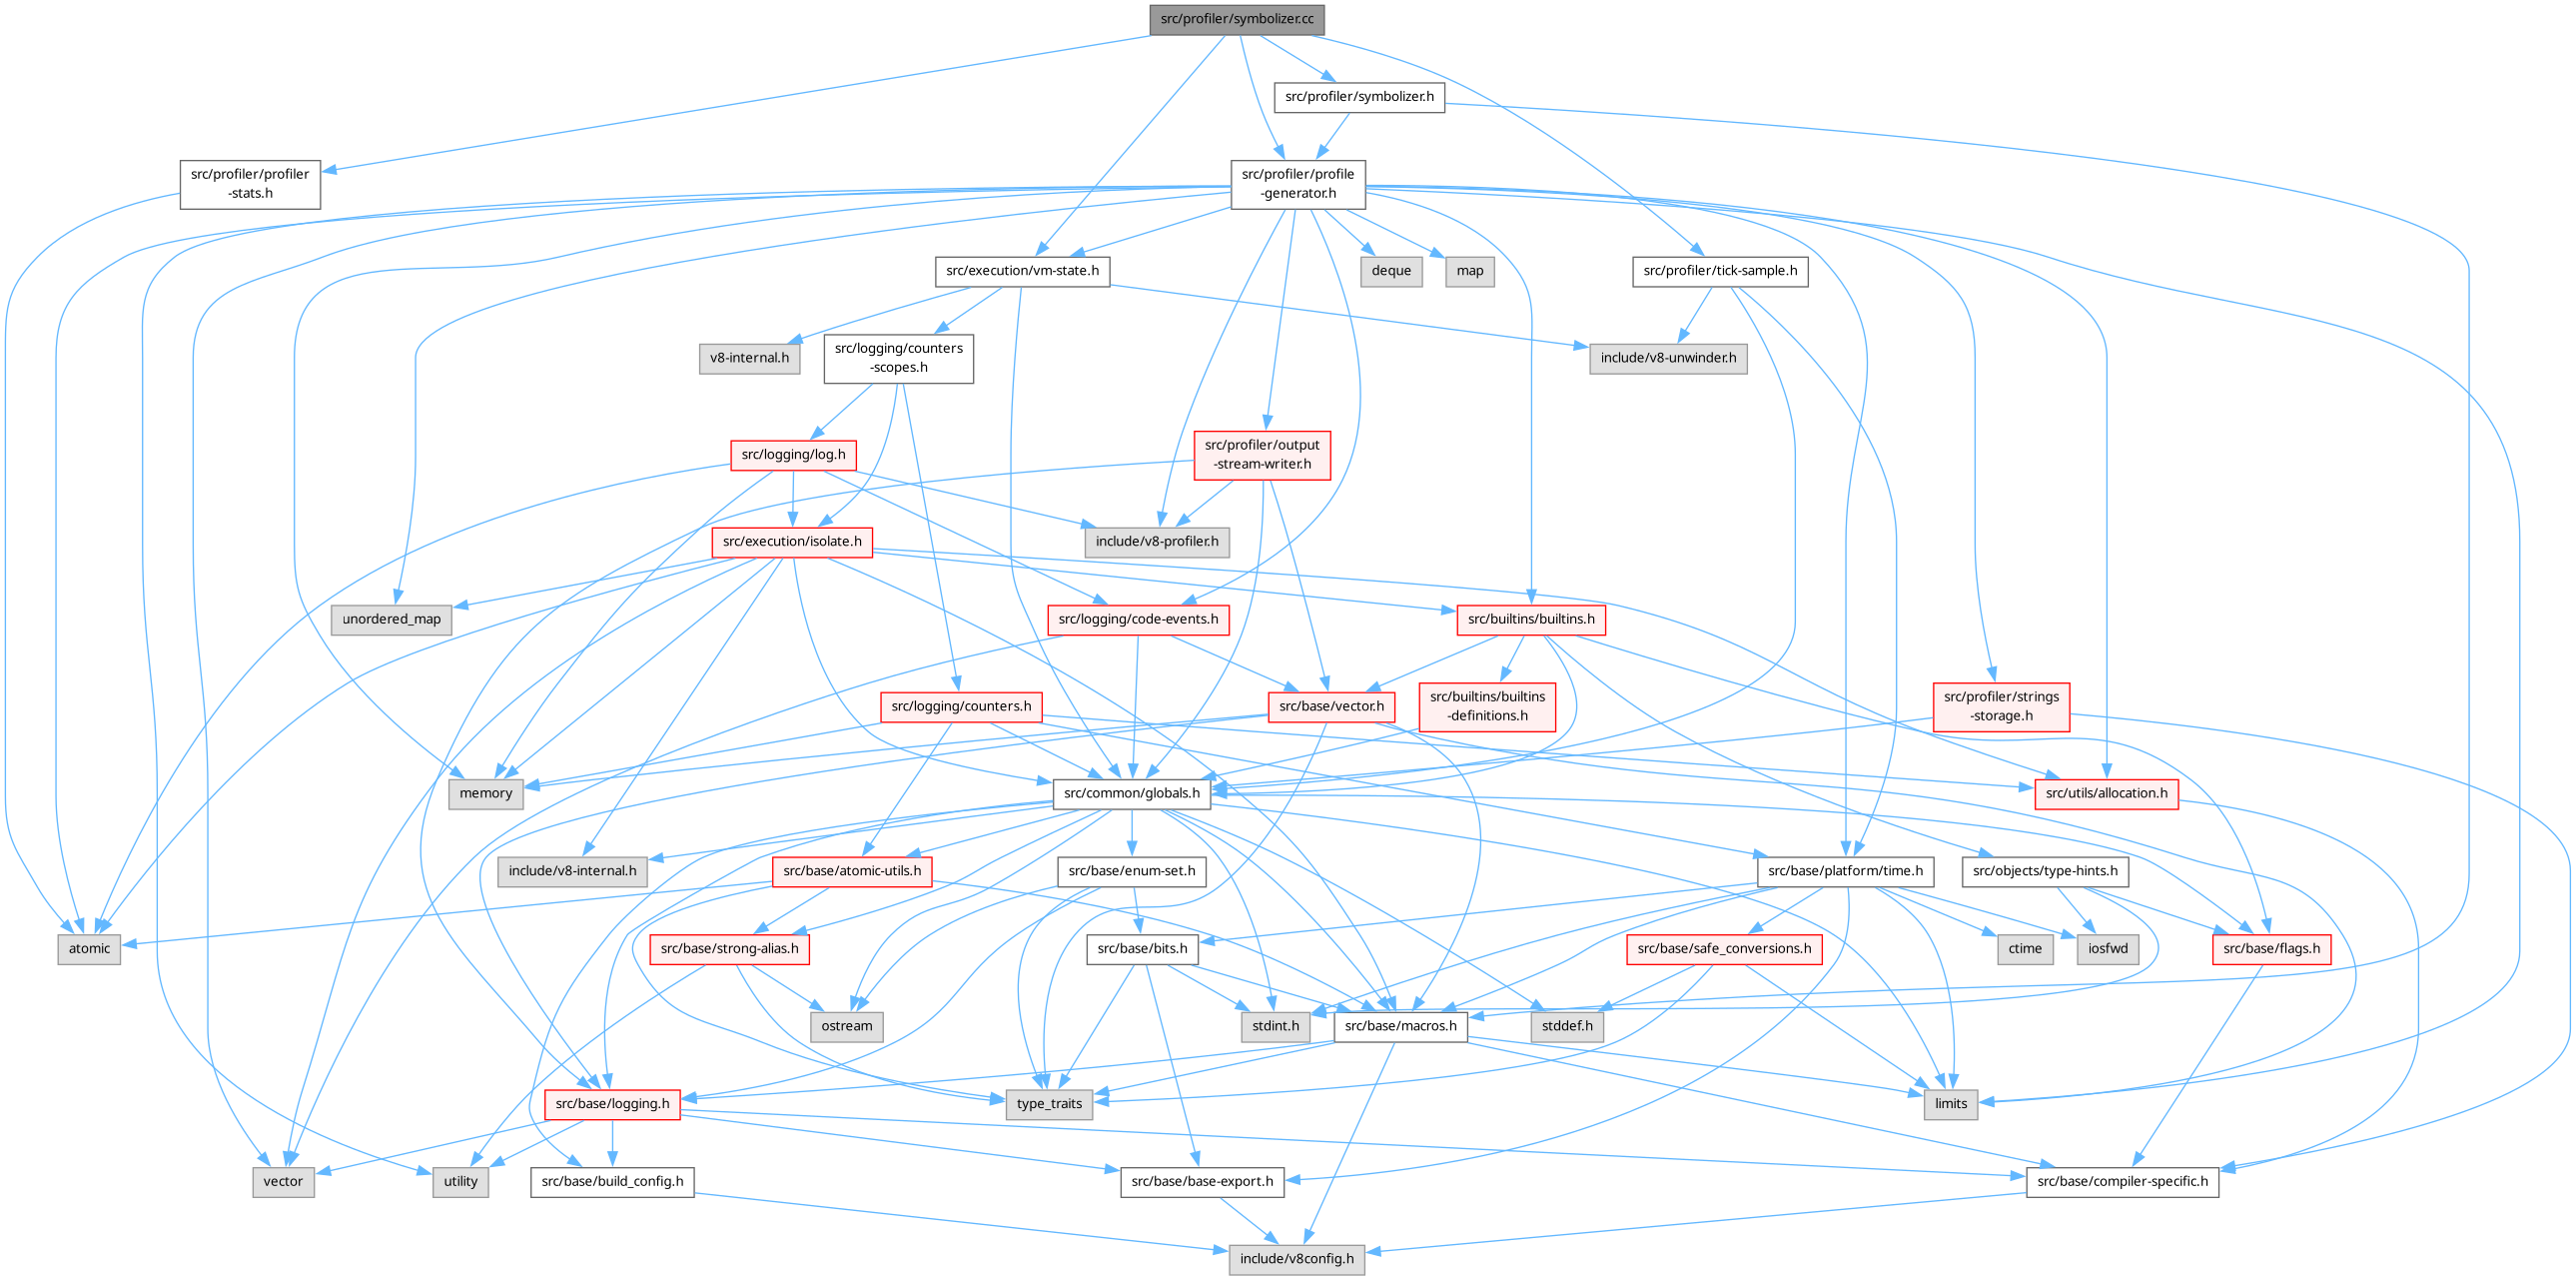 src/profiler/symbolizer.cc
src/profiler/symbolizer.h
src/profiler/profiler
-stats.h
src/profiler/profile
-generator.h
src/execution/vm-state.h
deque
map
src/profiler/tick-sample.h
v8-internal.h
src/logging/counters
-scopes.h
include/v8-unwinder.h
src/logging/log.h
src/profiler/output
-stream-writer.h
src/execution/isolate.h
include/v8-profiler.h
unordered_map
src/logging/code-events.h
src/builtins/builtins.h
src/logging/counters.h
src/base/vector.h
src/builtins/builtins
-definitions.h
src/profiler/strings
-storage.h
memory
src/common/globals.h
src/utils/allocation.h
include/v8-internal.h
src/base/atomic-utils.h
src/base/enum-set.h
src/base/platform/time.h
src/objects/type-hints.h
atomic
src/base/strong-alias.h
src/base/bits.h
src/base/safe_conversions.h
ctime
iosfwd
src/base/flags.h
ostream
stdint.h
src/base/macros.h
stddef.h
src/base/logging.h
type_traits
limits
vector
utility
src/base/build_config.h
src/base/base-export.h
src/base/compiler-specific.h
include/v8config.h